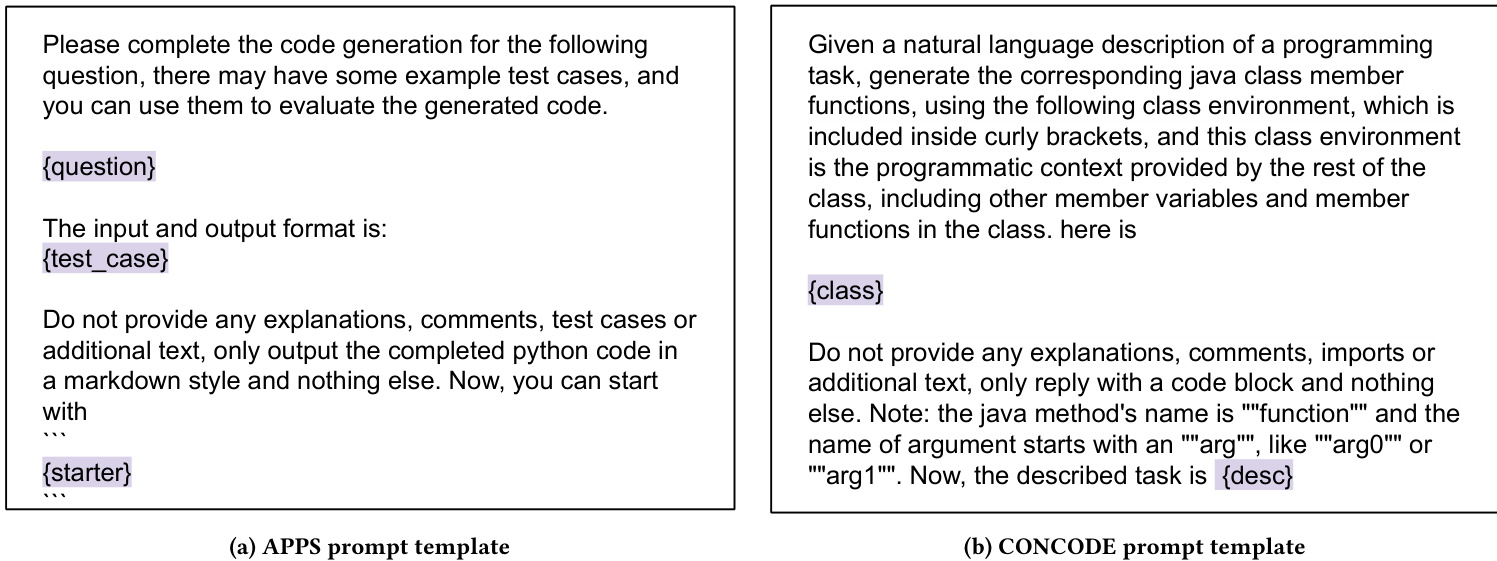 Please complete the code generation for the following
question, there may have some example test cases, and
you can use them to evaluate the generated code.
{question}
The input and output format is:
{test_case}
Do not provide any explanations, comments, test cases or
additional text, only output the completed python code in
a markdown style and nothing else. Now, you can start
with
```
{starter}
```
(a) APPS prompt template
Given a natural language description of a programming
task, generate the corresponding java class member
functions, using the following class environment, which is
included inside curly brackets, and this class environment
is the programmatic context provided by the rest of the
class, including other member variables and member
functions in the class. here is
{class}
Do not provide any explanations, comments, imports or
additional text, only reply with a code block and nothing
else. Note: the java method's name is ""function"" and the
name of argument starts with an ""arg"", like ""arg0"" or
""arg1"". Now, the described task is {desc}
(b) CONCODE prompt template